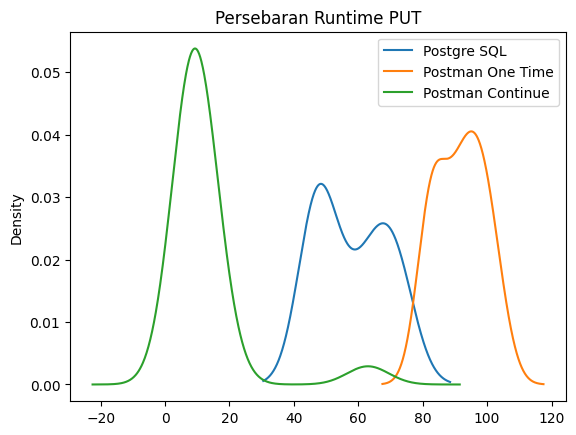 Persebaran Runtime PUT
Postgre SQL
Postman One Time
Postman Continue
Density
0.05
0.04
0.03
0.02
0.01
0.00
−20
0
20
40
60
80
100
120